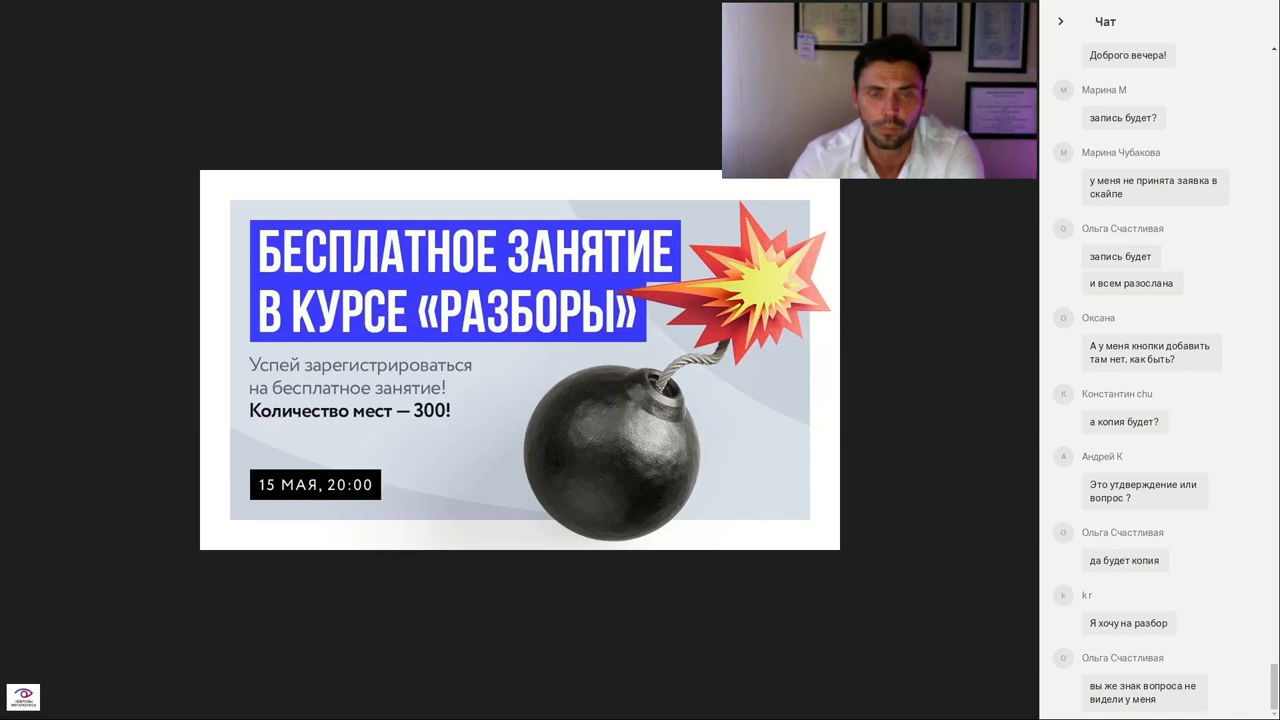 БЕСПЛАТНОЕ ЗАНЯТИЕ
В КУРСЕ «РАЗБОРЫ»
Успей зарегистрироваться
на бесплатное занятие!
Количество мест — 300!
15 МАЯ, 20:00
Чат
Доброго вечера!
М
Марина М
запись будет?
М
Марина Чубакова
у меня не принята заявка в
скайпе
О
Ольга Счастливая
запись будет
и всем разослана
О
Оксана
А у меня кнопки добавить
там нет, как быть?
К
Константин chu
а копия будет?
А
Андрей К
Это утдверждение или
вопрос ?
О
Ольга Счастливая
да будет копия
k
k r
Я хочу на разбор
О
Ольга Счастливая
вы же знак вопроса не
видели у меня